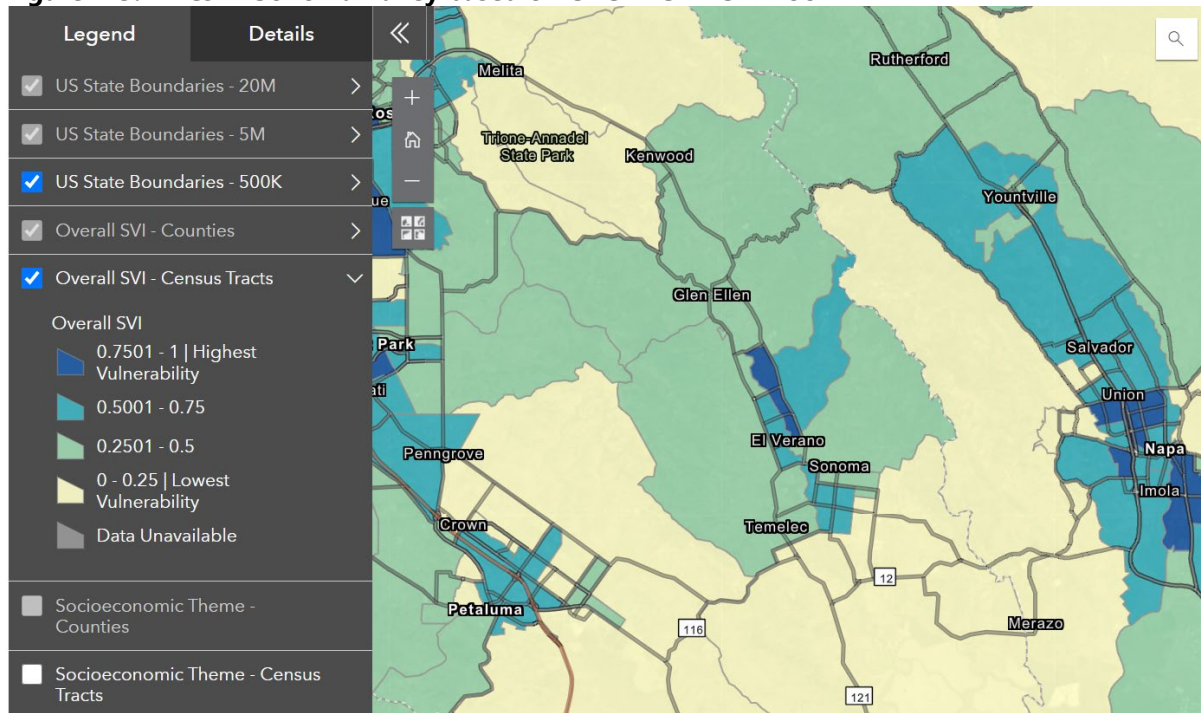 Legend
Details
US State Boundaries - 20M
US State Boundaries - 5M
US State Boundaries - 500K
Overall SVI - Counties
Overall SVI - Census Tracts
Overall SVI
0.7501 - 1 | Highest
Vulnerability
0.5001 - 0.75
0.2501 - 0.5
0 - 0.25 | Lowest
Vulnerability
Data Unavailable
Socioeconomic Theme -
Counties
Socioeconomic Theme - Census
Tracts
Melita
Rutherford
Trione-Annadel
State Park
Kenwood
Yountville
Glen Ellen
Park
Salvador
Union
El Verano
Napa
Penngrove
Sonoma
Imola
Crown
Temelec
12
Petaluma
116
Merazo
121